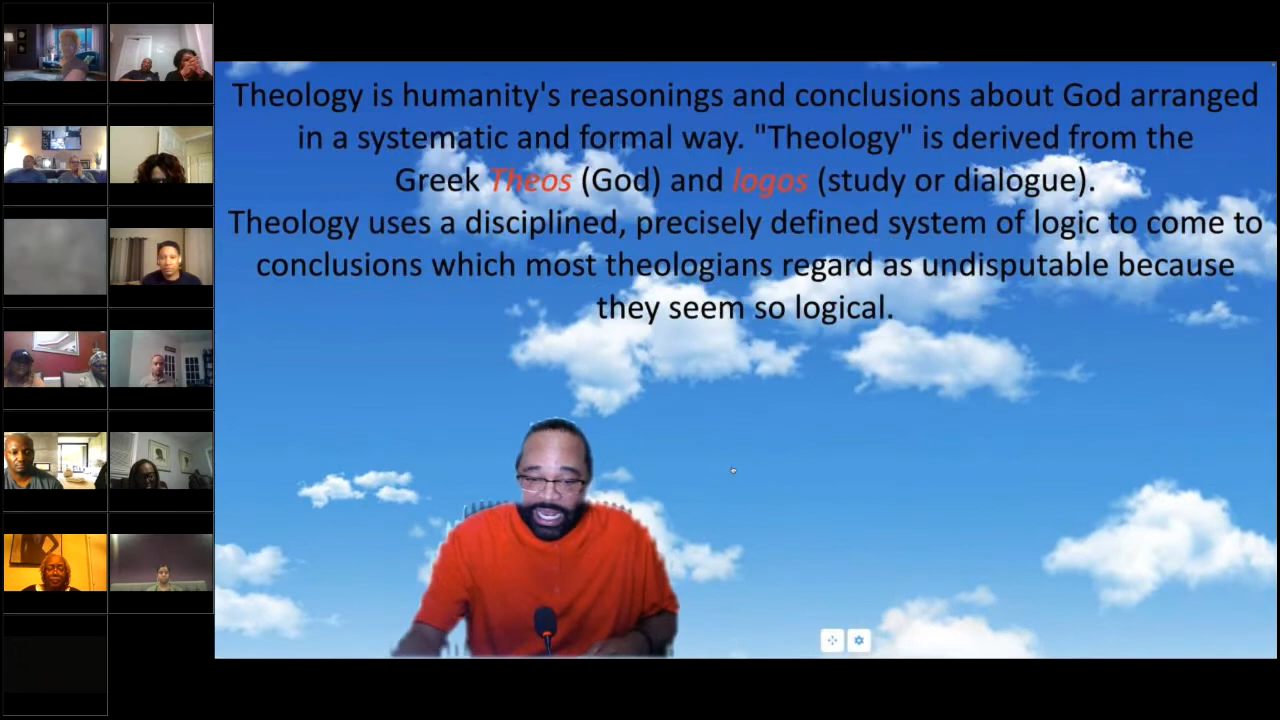 Theology is humanity's reasonings and conclusions about God arranged
in a systematic and formal way. "Theology" is derived from the
Greek Theos (God) and logos (study or dialogue).
Theology uses a disciplined, precisely defined system of logic to come to
conclusions which most theologians regard as undisputable because
they seem so logical.